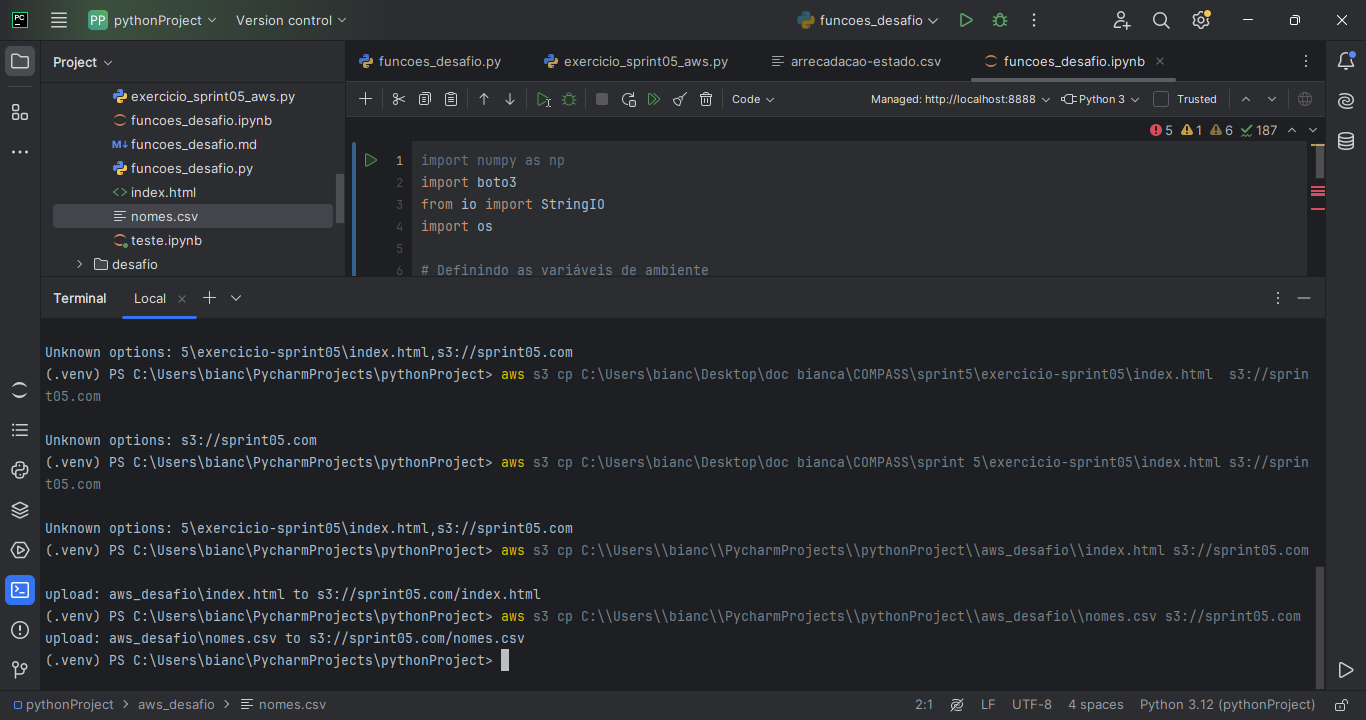 PC PP pythonProject Version control funcoes_desafio
Project
exercicio_sprint05_aws.py
funcoes_desafio.ipynb
M↓ funcoes_desafio.md
funcoes_desafio.py
<> index.html
nomes.csv
teste.ipynb
desafio
funcoes_desafio.py exercicio_sprint05_aws.py arrecadacao-estado.csv funcoes_desafio.ipynb
Code Managed: http://localhost:8888 Python 3 Trusted
5 1 6 187
1 import numpy as np
2 import boto3
3 from io import StringIO
4 import os
5
6 # Definindo as variáveis de ambiente
Terminal Local
Unknown options: 5\exercicio-sprint05\index.html,s3://sprint05.com
(.venv) PS C:\Users\bianc\PycharmProjects\pythonProject> aws s3 cp C:\Users\bianc\Desktop\doc bianca\COMPASS\sprint5\exercicio-sprint05\index.html  s3://sprin
t05.com
Unknown options: s3://sprint05.com
(.venv) PS C:\Users\bianc\PycharmProjects\pythonProject> aws s3 cp C:\Users\bianc\Desktop\doc bianca\COMPASS\sprint 5\exercicio-sprint05\index.html s3://sprin
t05.com
Unknown options: 5\exercicio-sprint05\index.html,s3://sprint05.com
(.venv) PS C:\Users\bianc\PycharmProjects\pythonProject> aws s3 cp C:\\Users\\bianc\\PycharmProjects\\pythonProject\\aws_desafio\\index.html s3://sprint05.com
upload: aws_desafio\index.html to s3://sprint05.com/index.html
(.venv) PS C:\Users\bianc\PycharmProjects\pythonProject> aws s3 cp C:\\Users\\bianc\\PycharmProjects\\pythonProject\\aws_desafio\\nomes.csv s3://sprint05.com
upload: aws_desafio\nomes.csv to s3://sprint05.com/nomes.csv
(.venv) PS C:\Users\bianc\PycharmProjects\pythonProject>
pythonProject > aws_desafio > nomes.csv 2:1 LF UTF-8 4 spaces Python 3.12 (pythonProject)